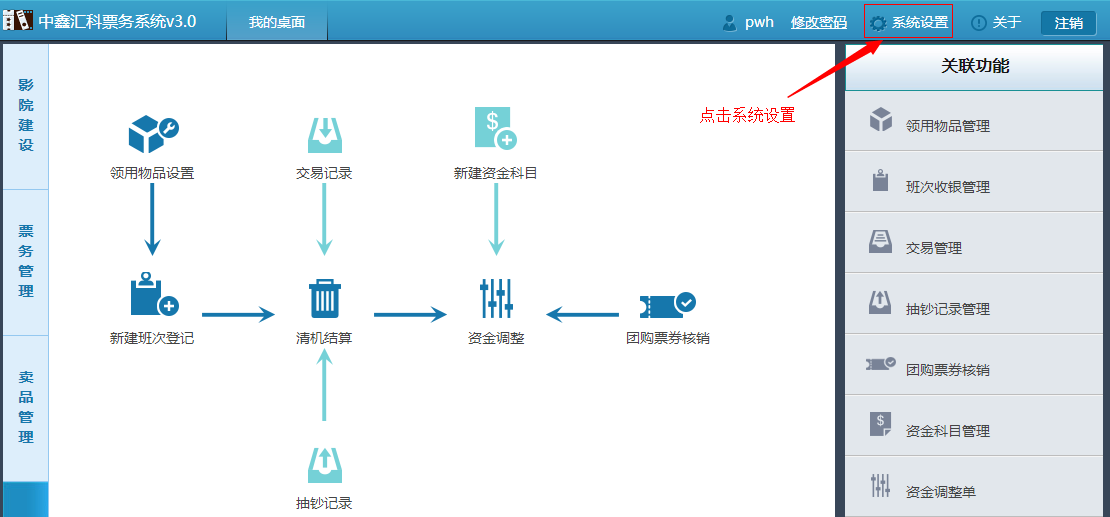 中鑫汇科票务系统v3.0
我的桌面
pwh
修改密码
系统设置
关于
注销
影院建设
票务管理
卖品管理
点击系统设置
领用物品设置
交易记录
新建资金科目
新建班次登记
清机结算
资金调整
团购票券核销
抽钞记录
关联功能
领用物品管理
班次收银管理
交易管理
抽钞记录管理
团购票券核销
资金科目管理
资金调整单